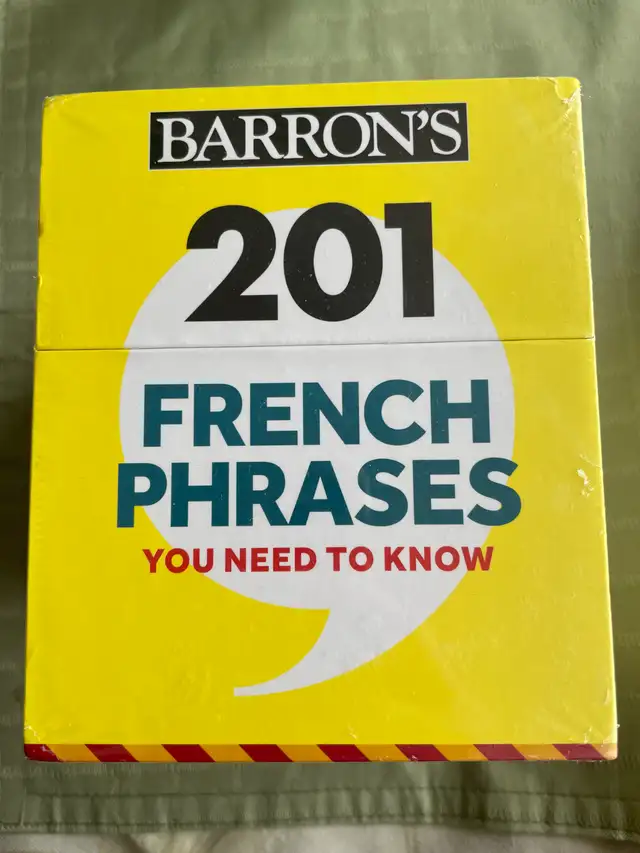 BARRON'S
201
FRENCH
PHRASES
YOU NEED TO KNOW